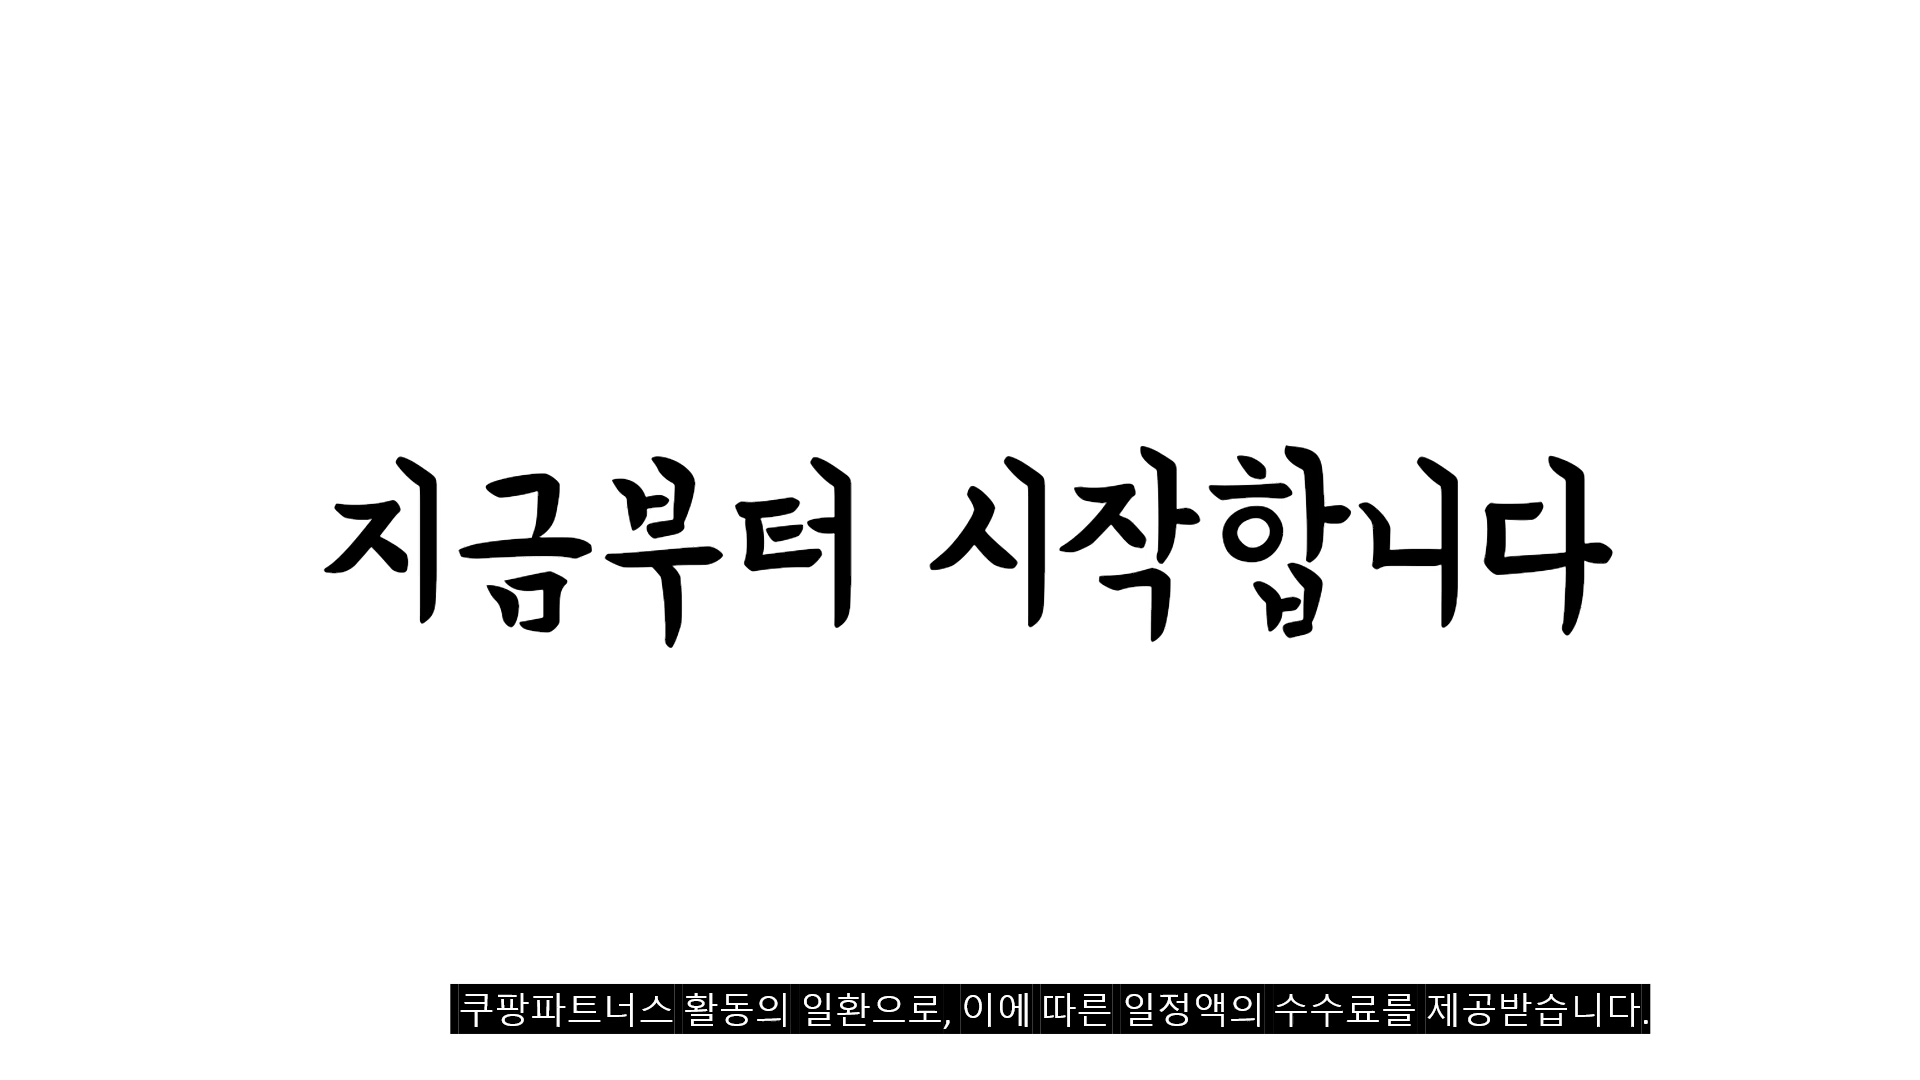 지금부터 시작합니다
쿠팡파트너스 활동의 일환으로, 이에 따른 일정액의 수수료를 제공받습니다.